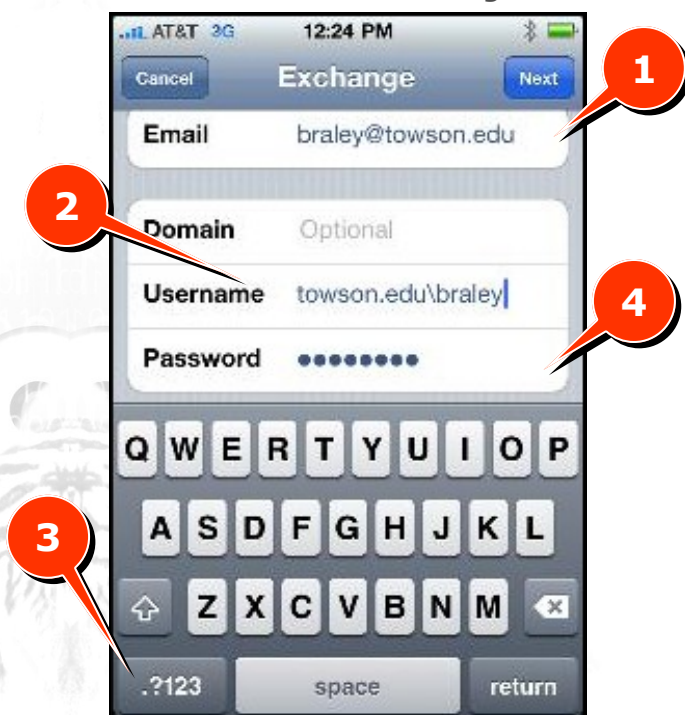 AT&T 3G 12:24 PM
Cancel Exchange Next
1
Email braley@towson.edu
2
Domain Optional
Username towson.edu\braley
4
Password ••••••••
Q W E R T Y U I O P
A S D F G H J K L
3
Z X C V B N M
.?123 space return